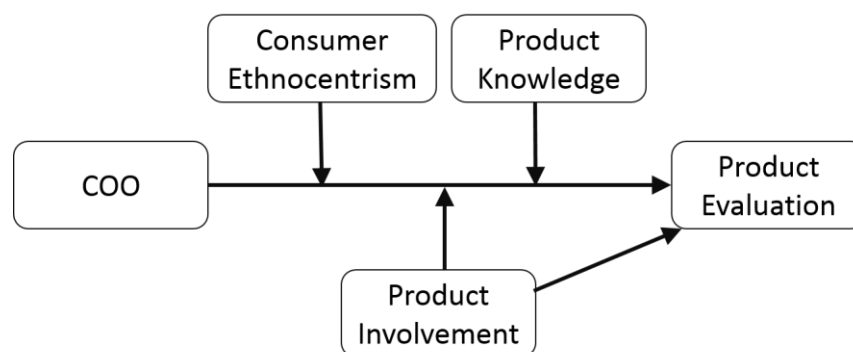 Consumer
Ethnocentrism
Product
Knowledge
COO
Product
Evaluation
Product
Involvement